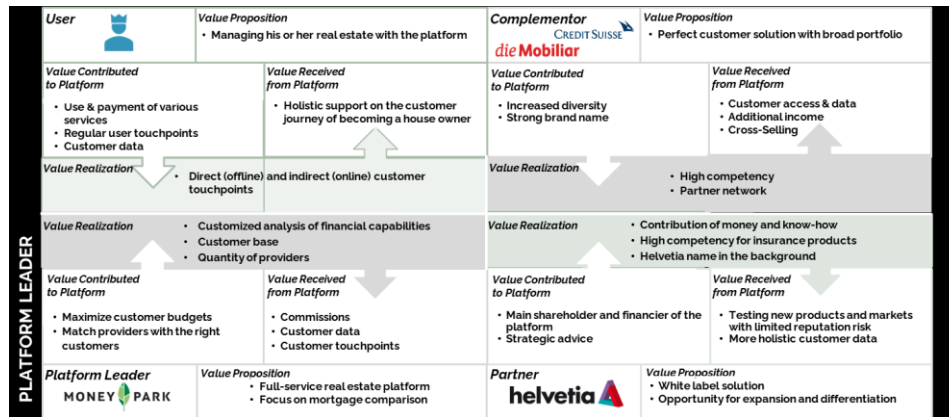 User
Value Proposition
• Managing his or her real estate with the platform
Value Contributed
to Platform
• Use & payment of various
services
• Regular user touchpoints
• Customer data
Value Received
from Platform
• Holistic support on the customer
journey of becoming a house owner
Value Realization
• Direct (offline) and indirect (online) customer
touchpoints
Complementor
CREDIT SUISSE
die Mobiliar
Value Proposition
• Perfect customer solution with broad portfolio
Value Contributed
to Platform
• Increased diversity
• Strong brand name
Value Received
from Platform
• Customer access & data
• Additional income
• Cross-Selling
Value Realization
• High competency
• Partner network
PLATFORM LEADER
Value Realization
• Customized analysis of financial capabilities
• Customer base
• Quantity of providers
Value Contributed
to Platform
• Maximize customer budgets
• Match providers with the right
customers
Value Received
from Platform
• Commissions
• Customer data
• Customer touchpoints
Platform Leader
MONEY PARK
Value Proposition
• Full-service real estate platform
• Focus on mortgage comparison
Value Realization
• Contribution of money and know-how
• High competency for insurance products
• Helvetia name in the background
Value Contributed
to Platform
• Main shareholder and financier of the
platform
• Strategic advice
Value Received
from Platform
• Testing new products and markets
with limited reputation risk
• More holistic customer data
Partner
helvetia
Value Proposition
• White label solution
• Opportunity for expansion and differentiation